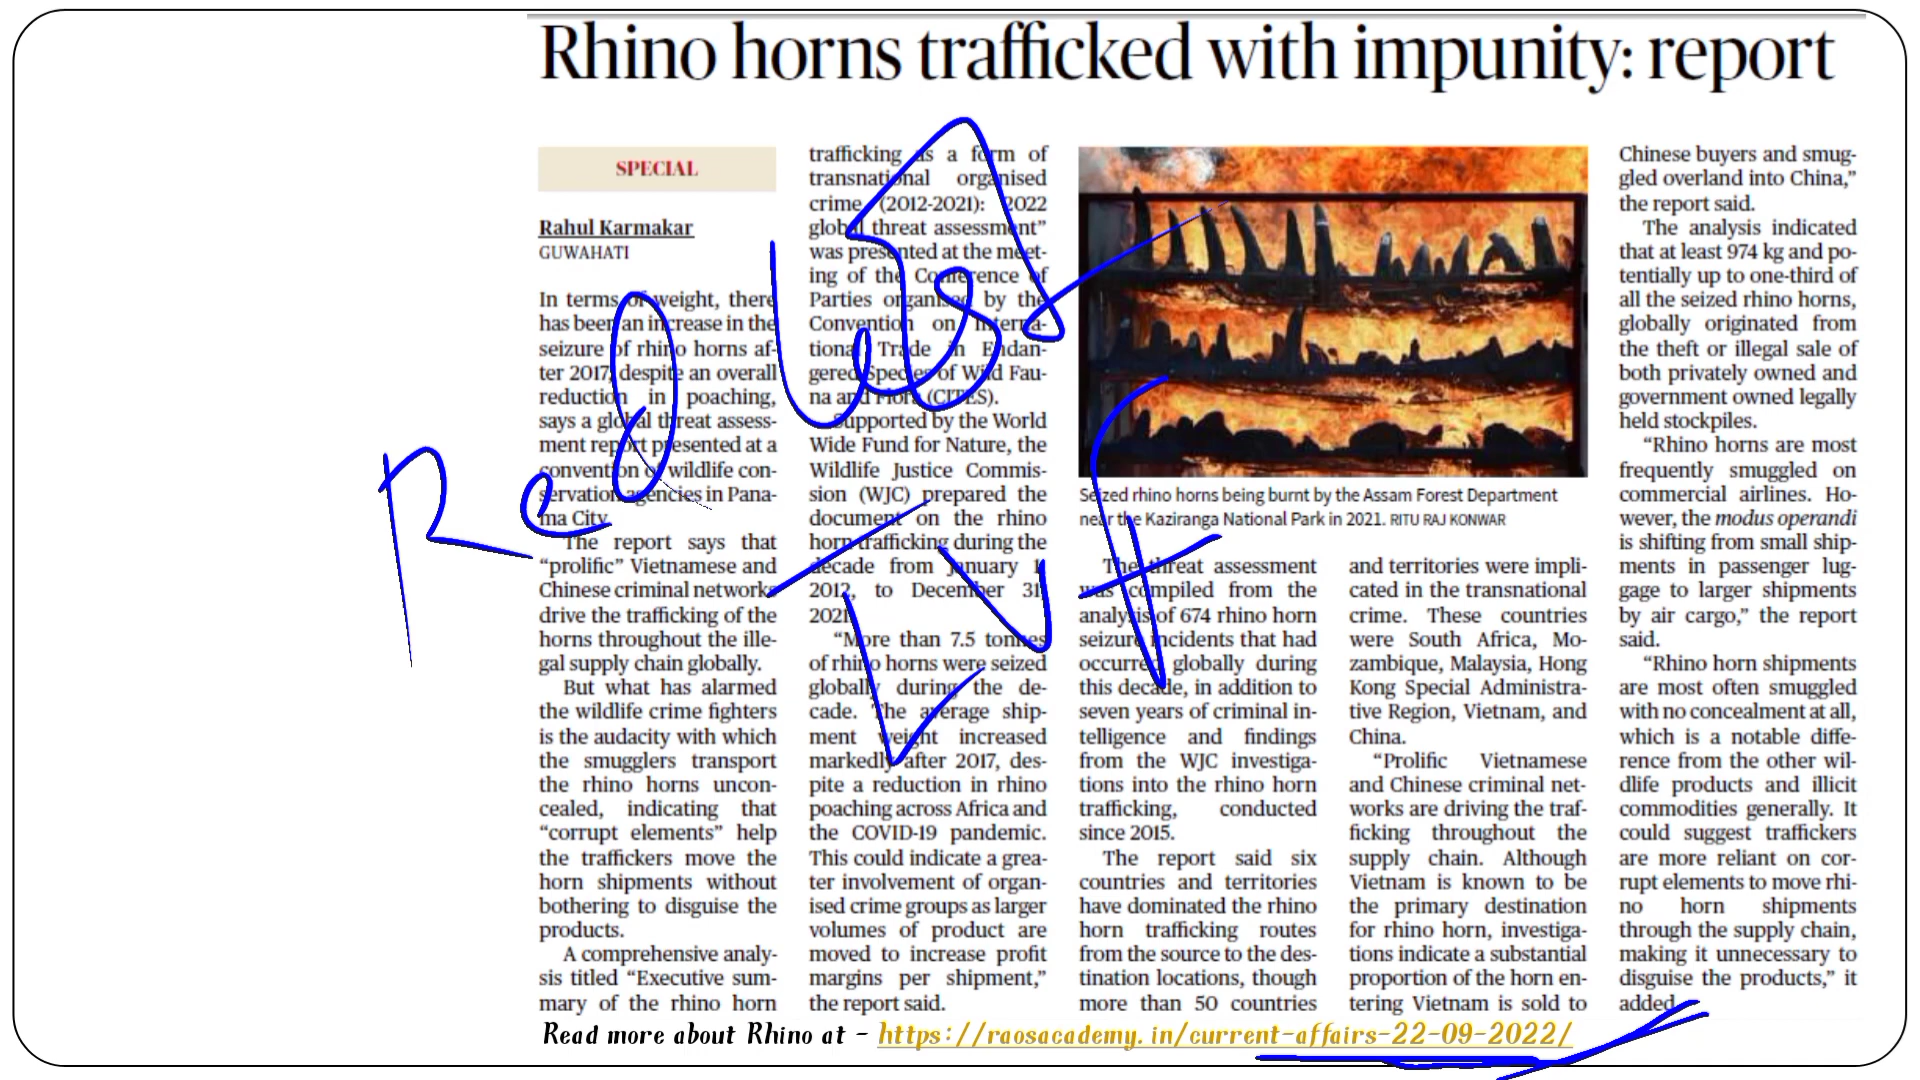 Rhino horns trafficked with impunity: report
SPECIAL
Rahul Karmakar
GUWAHATI
In terms of weight, there
has been an increase in the
seizure of rhino horns af-
ter 2017, despite an overall
reduction in poaching,
says a global threat assess-
ment report presented at a
convention of wildlife con-
servation agencies in Pana-
ma City.
The report says that
“prolific” Vietnamese and
Chinese criminal networks
drive the trafficking of the
horns throughout the ille-
gal supply chain globally.
But what has alarmed
the wildlife crime fighters
is the audacity with which
the smugglers transport
the rhino horns uncon-
cealed, indicating that
“corrupt elements” help
the traffickers move the
horn shipments without
bothering to disguise the
products.
A comprehensive analy-
sis titled “Executive sum-
mary of the rhino horn
trafficking as a form of
transnational organised
crime (2012-2021): 2022
global threat assessment”
was presented at the meet-
ing of the Conference of
Parties organised by the
Convention on Interna-
tional Trade in Endan-
gered Species of Wild Fau-
na and Flora (CITES).
Supported by the World
Wide Fund for Nature, the
Wildlife Justice Commis-
sion (WJC) prepared the
document on the rhino
horn trafficking during the
decade from January 1,
2012, to December 31,
2021.
“More than 7.5 tonnes
of rhino horns were seized
globally during the de-
cade. The average ship-
ment weight increased
markedly after 2017, des-
pite a reduction in rhino
poaching across Africa and
the COVID-19 pandemic.
This could indicate a grea-
ter involvement of organ-
ised crime groups as larger
volumes of product are
moved to increase profit
margins per shipment,”
the report said.
Seized rhino horns being burnt by the Assam Forest Department
near the Kaziranga National Park in 2021. RITU RAJ KONWAR
The threat assessment
was compiled from the
analysis of 674 rhino horn
seizure incidents that had
occurred globally during
this decade, in addition to
seven years of criminal in-
telligence and findings
from the WJC investiga-
tions into the rhino horn
trafficking, conducted
since 2015.
The report said six
countries and territories
have dominated the rhino
horn trafficking routes
from the source to the des-
tination locations, though
more than 50 countries
and territories were impli-
cated in the transnational
crime. These countries
were South Africa, Mo-
zambique, Malaysia, Hong
Kong Special Administra-
tive Region, Vietnam, and
China.
“Prolific Vietnamese
and Chinese criminal net-
works are driving the traf-
ficking throughout the
supply chain. Although
Vietnam is known to be
the primary destination
for rhino horn, investiga-
tions indicate a substantial
proportion of the horn en-
tering Vietnam is sold to
Chinese buyers and smug-
gled overland into China,”
the report said.
The analysis indicated
that at least 974 kg and po-
tentially up to one-third of
all the seized rhino horns,
globally originated from
the theft or illegal sale of
both privately owned and
government owned legally
held stockpiles.
“Rhino horns are most
frequently smuggled on
commercial airlines. Ho-
wever, the modus operandi
is shifting from small ship-
ments in passenger lug-
gage to larger shipments
by air cargo,” the report
said.
“Rhino horn shipments
are most often smuggled
with no concealment at all,
which is a notable diffe-
rence from the other wil-
dlife products and illicit
commodities generally. It
could suggest traffickers
are more reliant on cor-
rupt elements to move rhi-
no horn shipments
through the supply chain,
making it unnecessary to
disguise the products,” it
added.
Read more about Rhino at - https://raosacademy.in/current-affairs-22-09-2022/